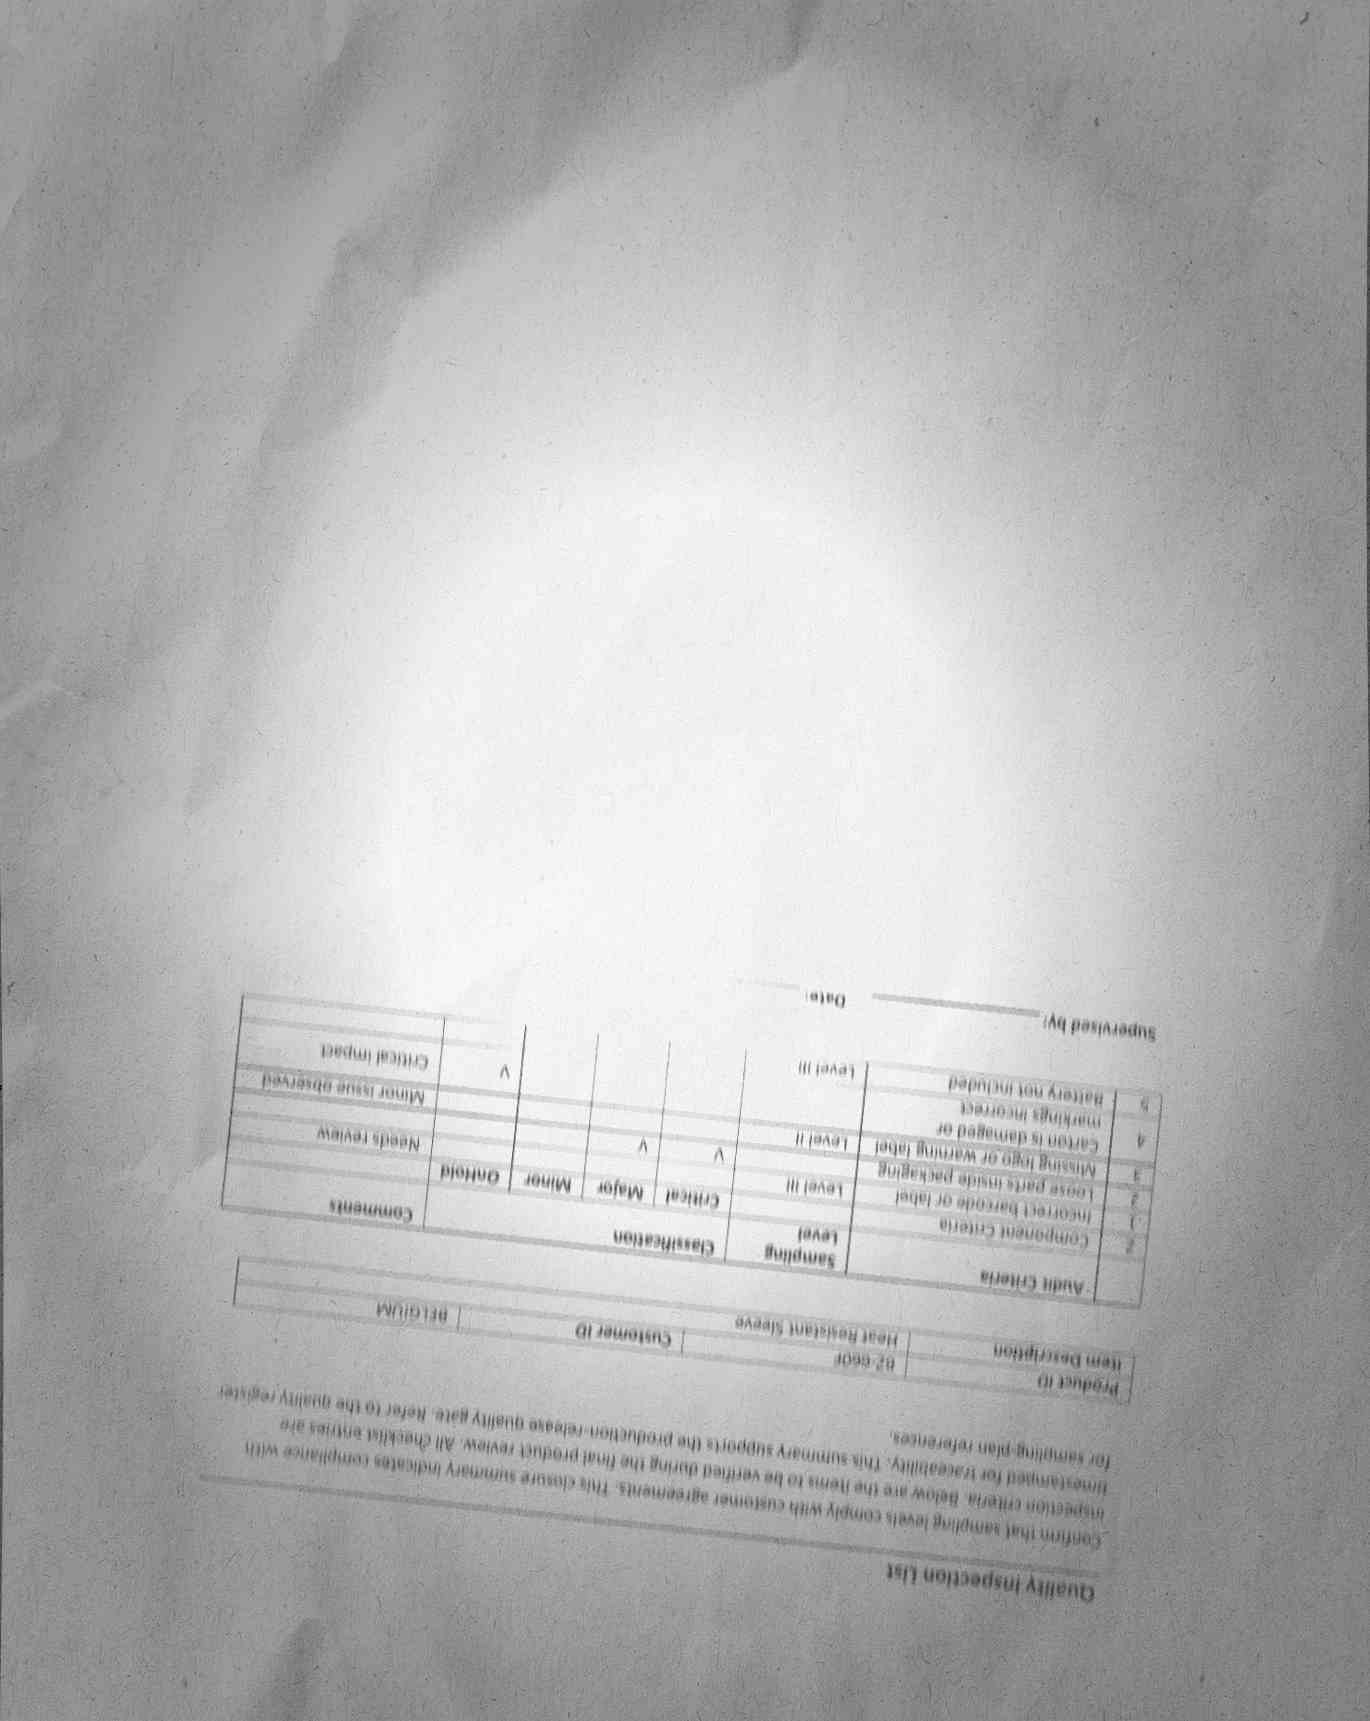 Quality Inspection List
Confirm that sampling levels comply with customer agreements. This closure summary indicates compliance with
inspection criteria. Below are the items to be verified during the final product review. All checklist entries are
timestamped for traceability. This summary supports the production-release quality gate. Refer to the quality register
for sampling-plan references.
Product ID Customer ID BELGIUM
Item Description Heat Resistant Sleeve
Audit Criteria Sampling Level Classification Comments
Component Criteria Critical Major Minor OnHold
1 Incorrect barcode or label Level III V Needs review
2 Loose parts inside packaging V
3 Missing logo or warning label Level II Minor issue observed
4 Carton is damaged or
markings incorrect V Critical impact
5 Battery not included Level III
Supervised by: Date: